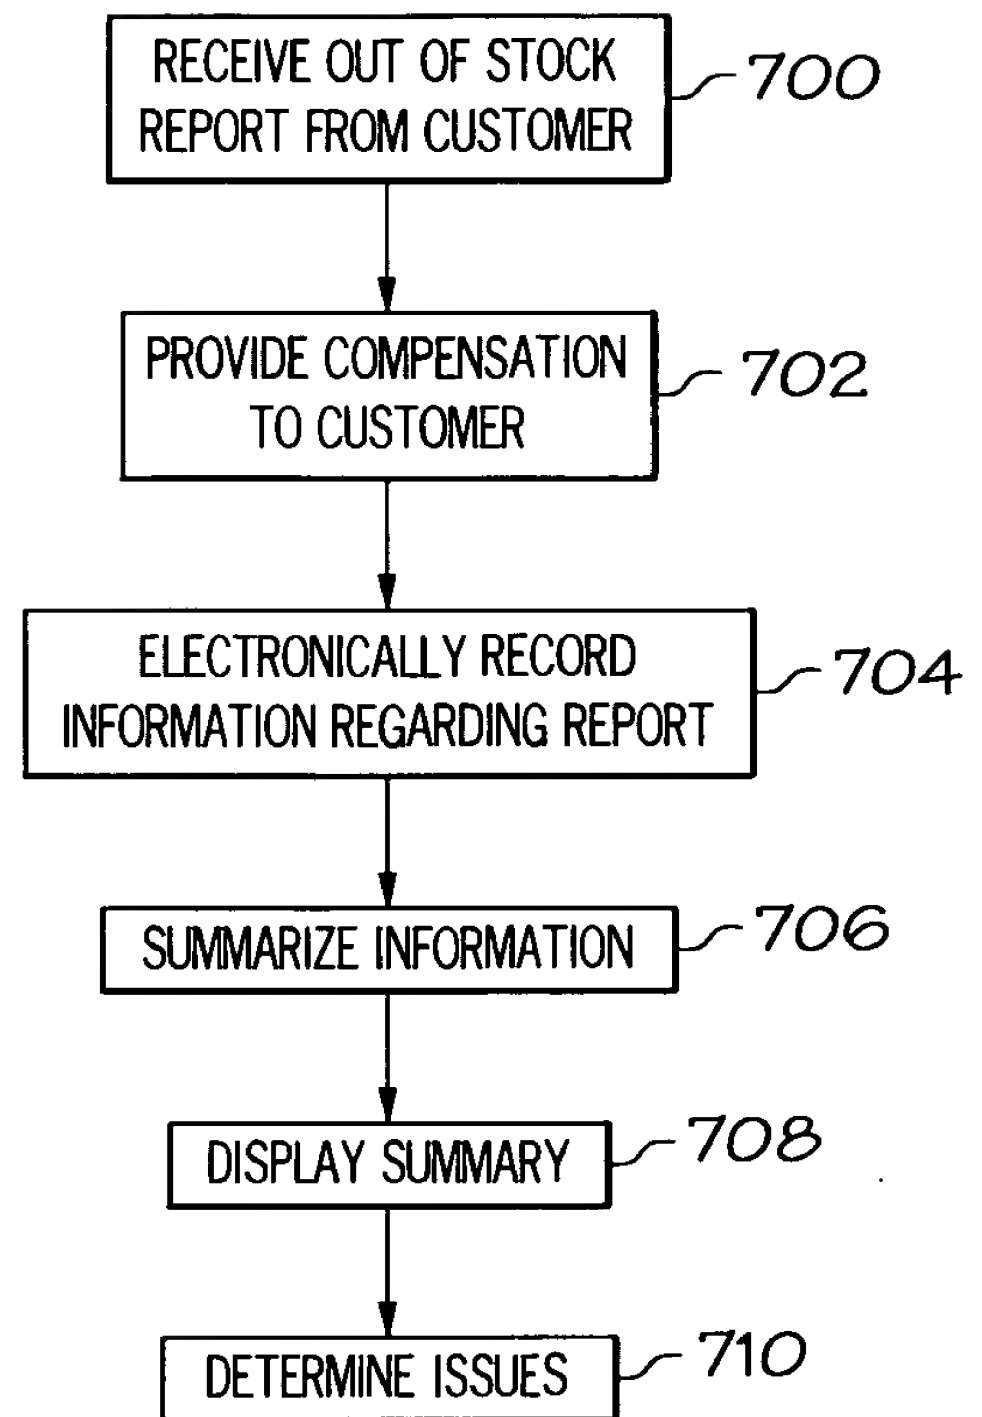 RECEIVE OUT OF STOCK
REPORT FROM CUSTOMER
700
PROVIDE COMPENSATION
TO CUSTOMER
702
ELECTRONICALLY RECORD
INFORMATION REGARDING REPORT
704
SUMMARIZE INFORMATION
706
DISPLAY SUMMARY
708
DETERMINE ISSUES
710